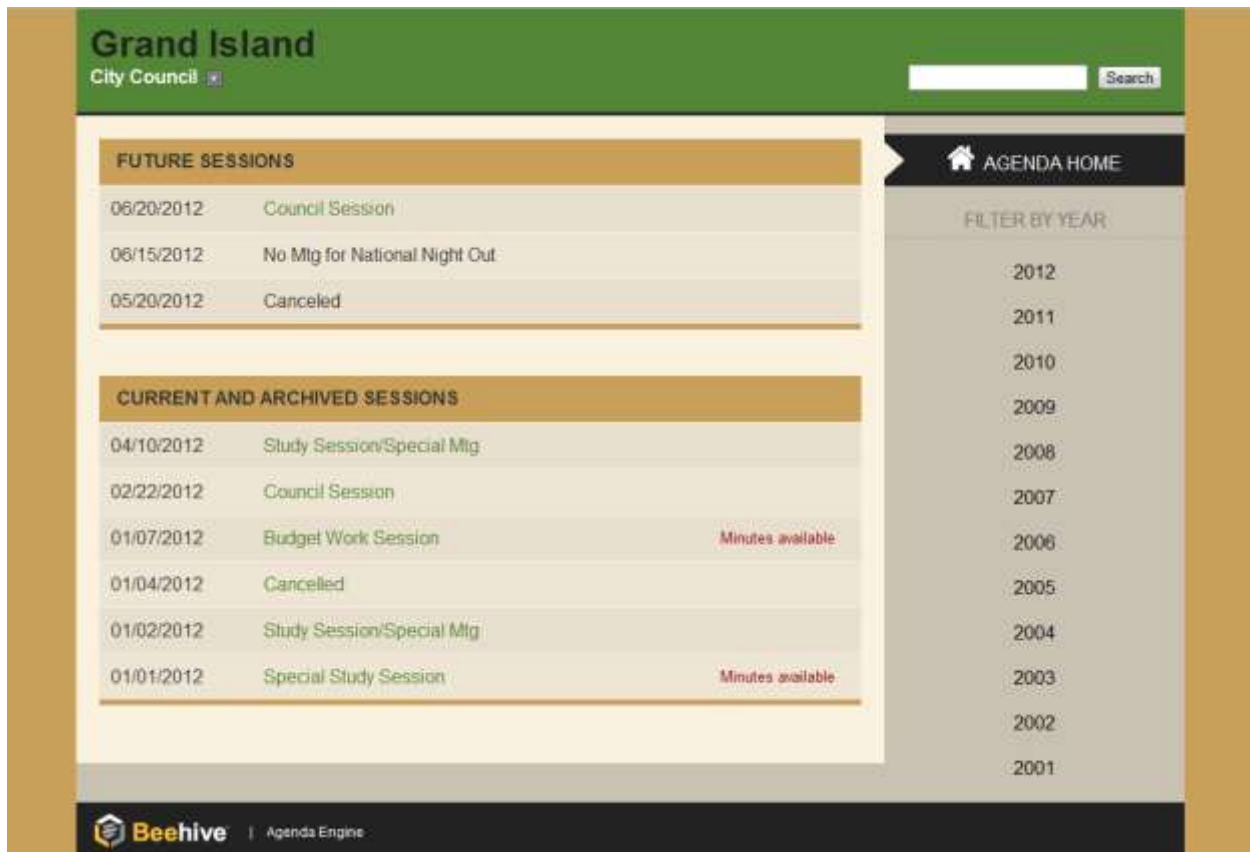 Grand Island
City Council
Search
FUTURE SESSIONS
06/20/2012 Council Session
06/15/2012 No Mtg for National Night Out
05/20/2012 Canceled
CURRENT AND ARCHIVED SESSIONS
04/10/2012 Study Session/Special Mtg
02/22/2012 Council Session
01/07/2012 Budget Work Session Minutes available
01/04/2012 Cancelled
01/02/2012 Study Session/Special Mtg
01/01/2012 Special Study Session Minutes available
AGENDA HOME
FILTER BY YEAR
2012
2011
2010
2009
2008
2007
2006
2005
2004
2003
2002
2001
Beehive | Agenda Engine